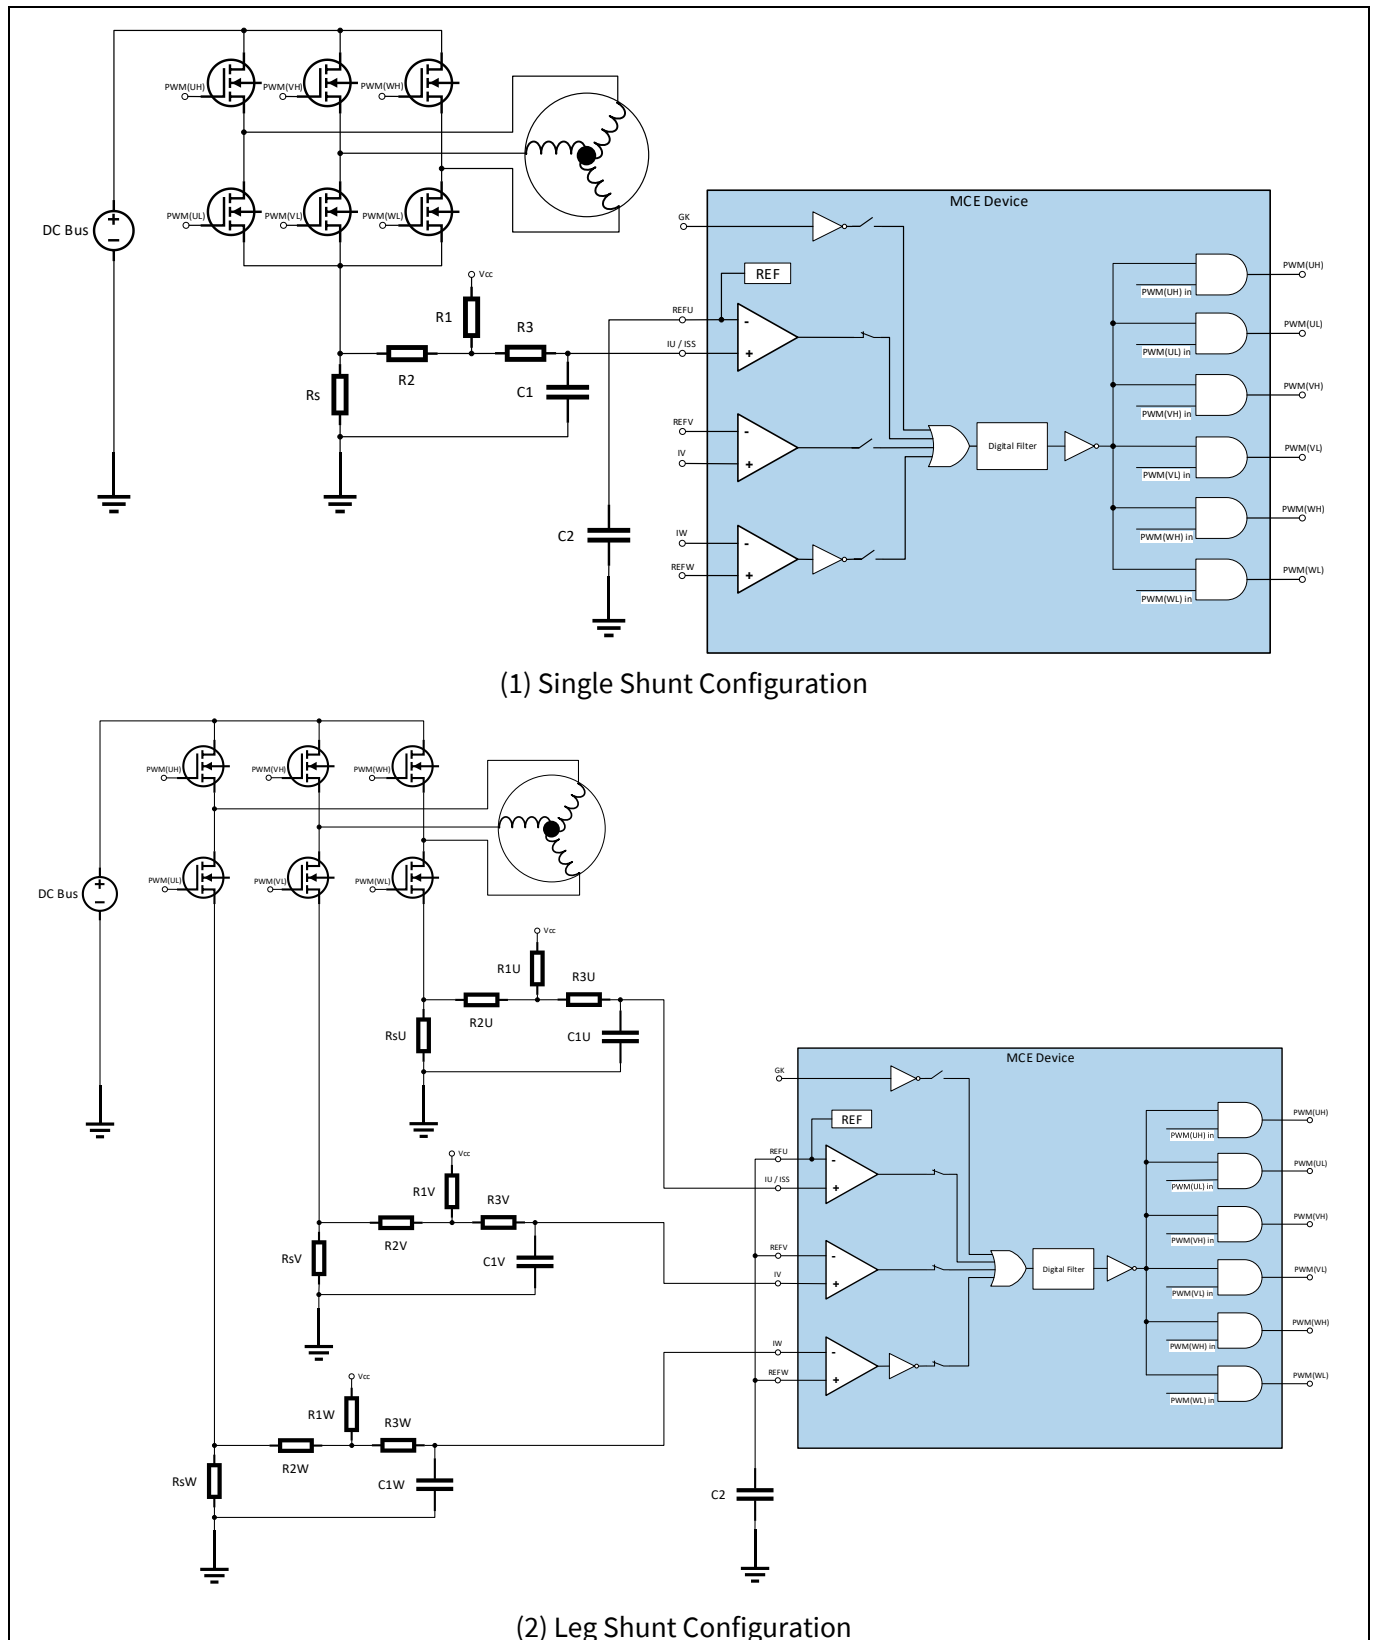 PWM(UH)
PWM(VH)
PWM(WH)
DC Bus
+
−
PWM(UL)
PWM(VL)
PWM(WL)
Vcc
R1
R3
R2
C1
Rs
C2
MCE Device
GK
REF
REFU
-
IU / ISS
+
REFV
-
IV
+
IW
-
REFW
+
Digital Filter
PWM(UH) in
PWM(UH)
PWM(UL) in
PWM(UL)
PWM(VH) in
PWM(VH)
PWM(VL) in
PWM(VL)
PWM(WH) in
PWM(WH)
PWM(WL) in
PWM(WL)
(1) Single Shunt Configuration
PWM(UH)
PWM(VH)
PWM(WH)
DC Bus
+
−
PWM(UL)
PWM(VL)
PWM(WL)
Vcc
R1U
R3U
R2U
C1U
RsU
Vcc
R1V
R3V
R2V
C1V
RsV
Vcc
R1W
R3W
R2W
C1W
RsW
C2
MCE Device
GK
REF
REFU
-
IU / ISS
+
REFV
-
IV
+
IW
-
REFW
+
Digital Filter
PWM(UH) in
PWM(UH)
PWM(UL) in
PWM(UL)
PWM(VH) in
PWM(VH)
PWM(VL) in
PWM(VL)
PWM(WH) in
PWM(WH)
PWM(WL) in
PWM(WL)
(2) Leg Shunt Configuration